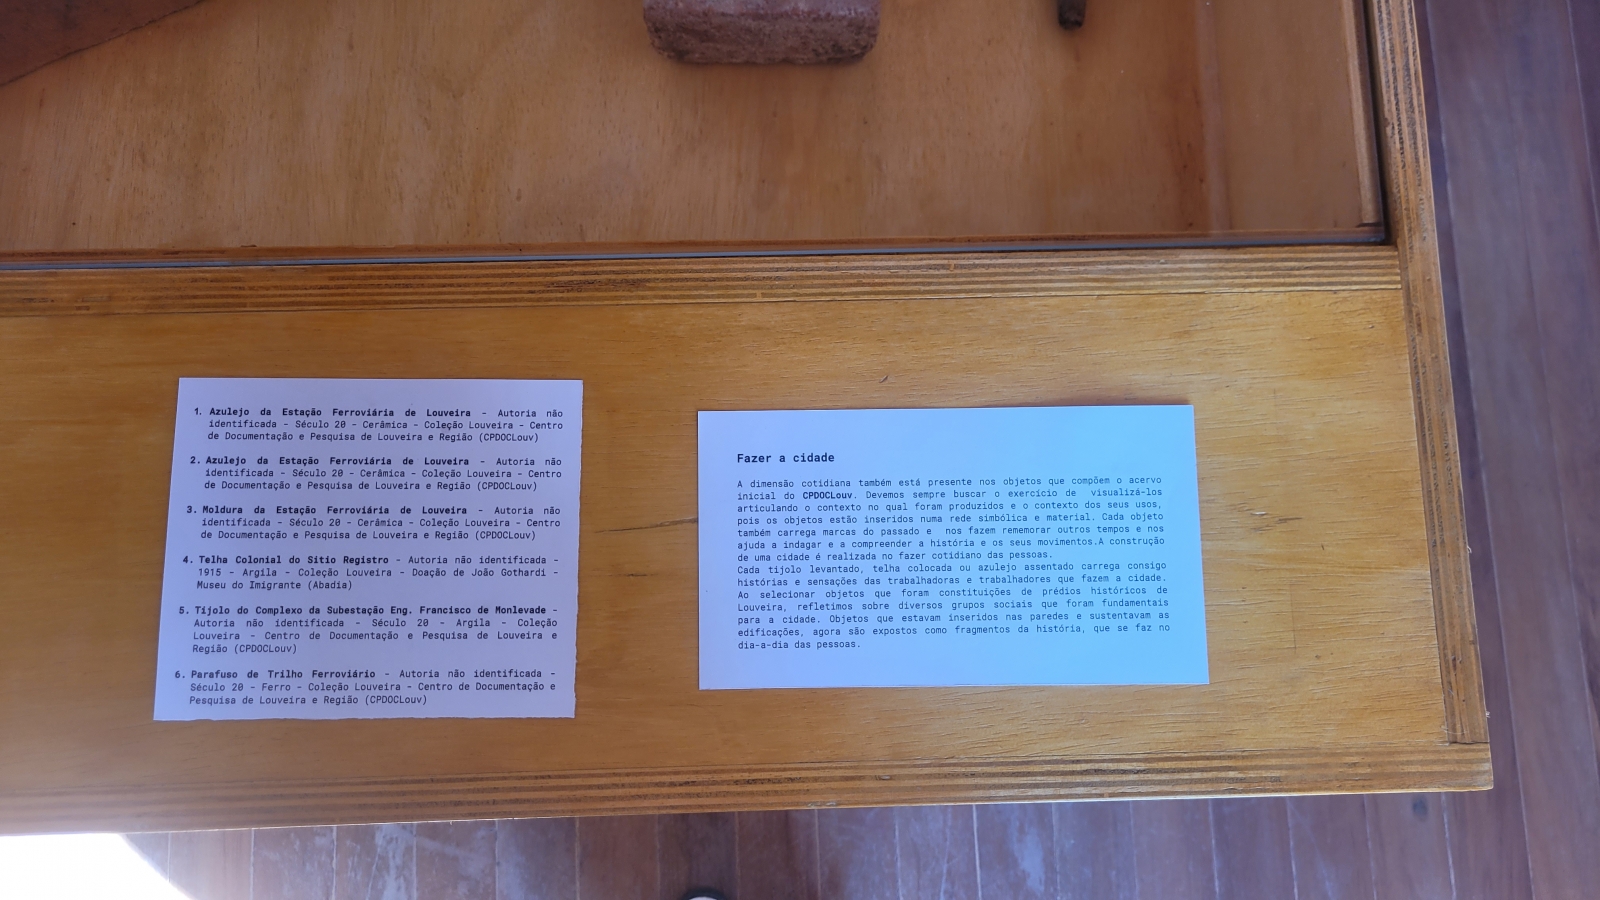 1. Azulejo da Estação Ferroviária de Louveira - Autoria não
identificada - Século 20 - Cerâmica - Coleção Louveira - Centro
de Documentação e Pesquisa de Louveira e Região (CPDOCLouv)
2. Azulejo da Estação Ferroviária de Louveira - Autoria não
identificada - Século 20 - Cerâmica - Coleção Louveira - Centro
de Documentação e Pesquisa de Louveira e Região (CPDOCLouv)
3. Moldura da Estação Ferroviária de Louveira - Autoria não
identificada - Século 20 - Cerâmica - Coleção Louveira - Centro
de Documentação e Pesquisa de Louveira e Região (CPDOCLouv)
4. Telha Colonial do Sítio Registro - Autoria não identificada -
1915 - Argila - Coleção Louveira - Doação de João Gothardi -
Museu do Imigrante (Abadia)
5. Tijolo do Complexo da Subestação Eng. Francisco de Monlevade -
Autoria não identificada - Século 20 - Argila - Coleção
Louveira - Centro de Documentação e Pesquisa de Louveira e
Região (CPDOCLouv)
6. Parafuso de Trilho Ferroviário - Autoria não identificada -
Século 20 - Ferro - Coleção Louveira - Centro de Documentação e
Pesquisa de Louveira e Região (CPDOCLouv)
Fazer a cidade
A dimensão cotidiana também está presente nos objetos que compõem o acervo
inicial do CPDOCLouv. Devemos sempre buscar o exercício de visualizá-los
articulando o contexto no qual foram produzidos e o contexto dos seus usos,
pois os objetos estão inseridos numa rede simbólica e material. Cada objeto
também carrega marcas do passado e nos fazem rememorar outros tempos e nos
ajuda a indagar e a compreender a história e os seus movimentos.A construção
de uma cidade é realizada no fazer cotidiano das pessoas.
Cada tijolo levantado, telha colocada ou azulejo assentado carrega consigo
histórias e sensações das trabalhadoras e trabalhadores que fazem a cidade.
Ao selecionar objetos que foram constituições de prédios históricos de
Louveira, refletimos sobre diversos grupos sociais que foram fundamentais
para a cidade. Objetos que estavam inseridos nas paredes e sustentavam as
edificações, agora são expostos como fragmentos da história, que se faz no
dia-a-dia das pessoas.